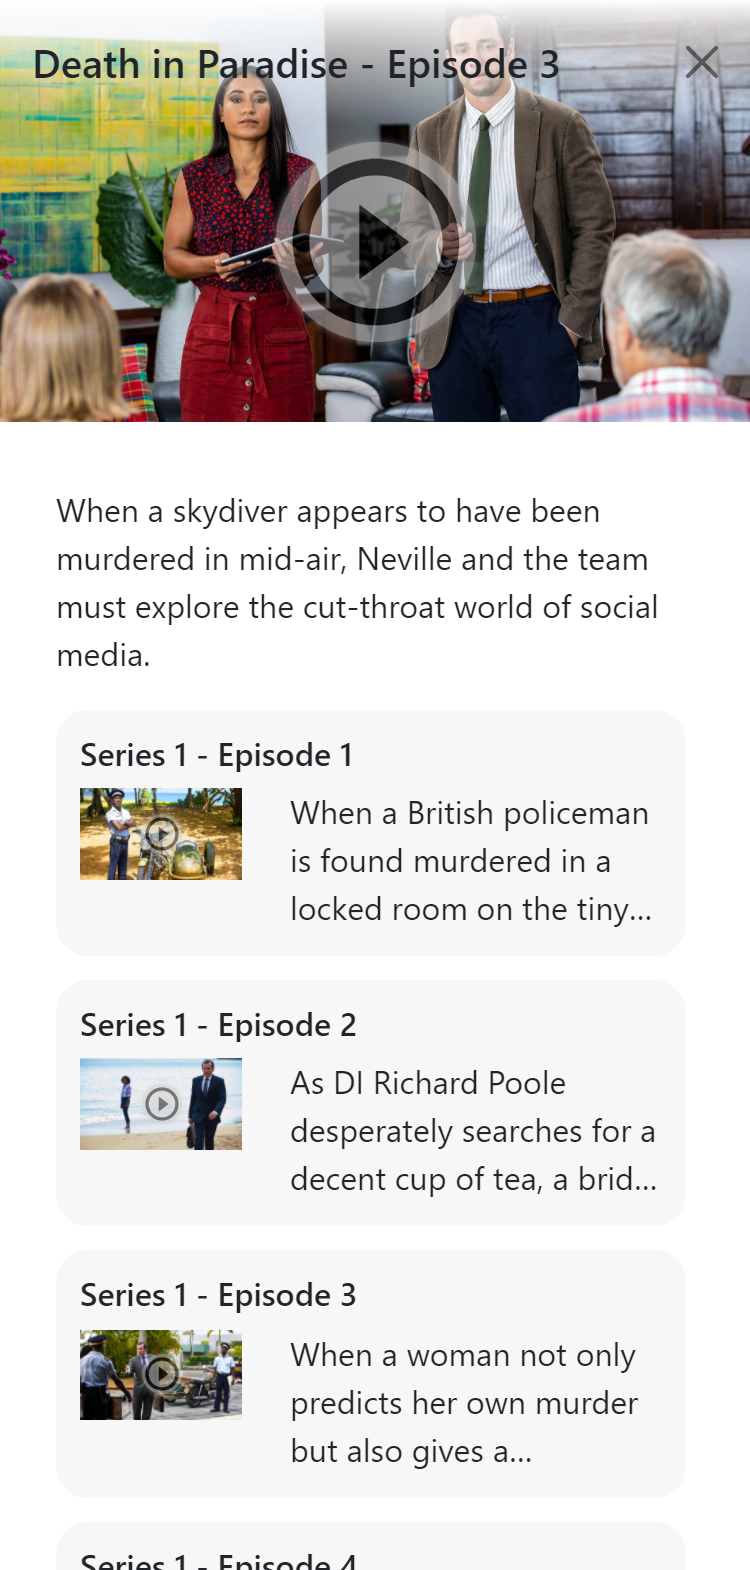 Death in Paradise - Episode 3
When a skydiver appears to have been
murdered in mid-air, Neville and the team
must explore the cut-throat world of social
media.
Series 1 - Episode 1
When a British policeman
is found murdered in a
locked room on the tiny...
Series 1 - Episode 2
As DI Richard Poole
desperately searches for a
decent cup of tea, a brid...
Series 1 - Episode 3
When a woman not only
predicts her own murder
but also gives a...
Series 1 - Episode 4